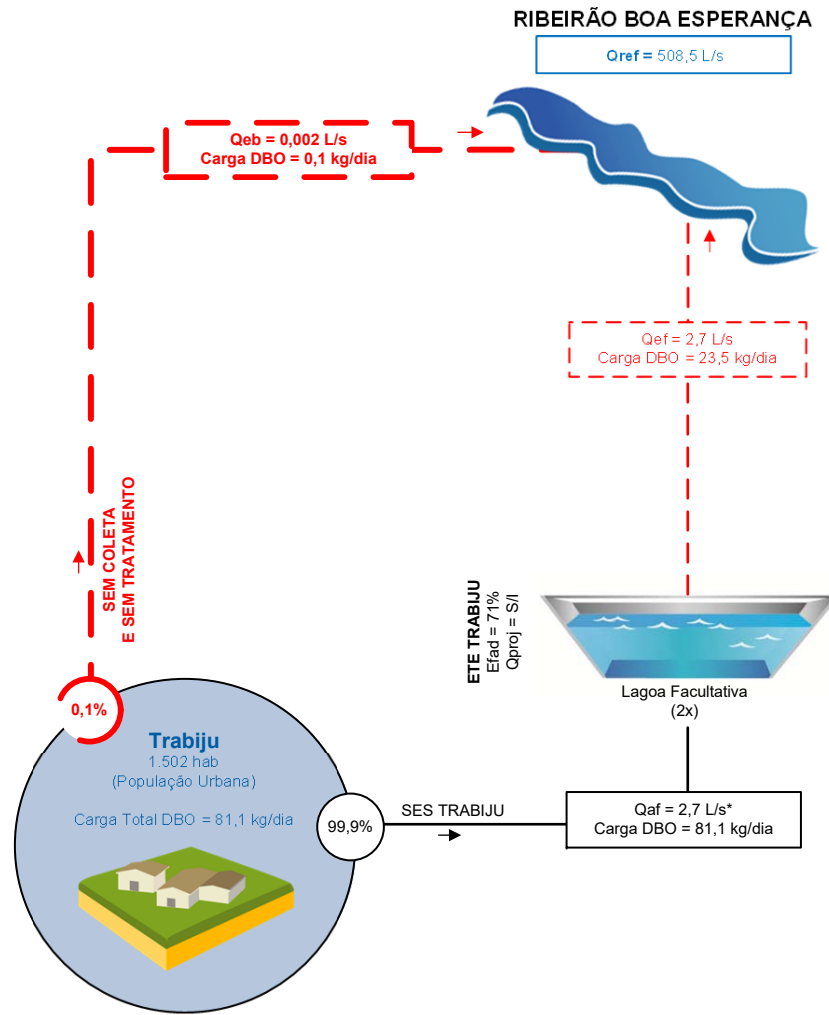 RIBEIRÃO BOA ESPERANÇA
Qref = 508,5 L/s
Qeb = 0,002 L/s
Carga DBO = 0,1 kg/dia
Qef = 2,7 L/s
Carga DBO = 23,5 kg/dia
SEM COLETA
E SEM TRATAMENTO
ETE TRABIJU
Efad = 71%
Qproj = S/I
Lagoa Facultativa
(2x)
0,1%
Trabiju
1.502 hab
(População Urbana)
Carga Total DBO = 81,1 kg/dia
99,9%
SES TRABIJU
Qaf = 2,7 L/s*
Carga DBO = 81,1 kg/dia